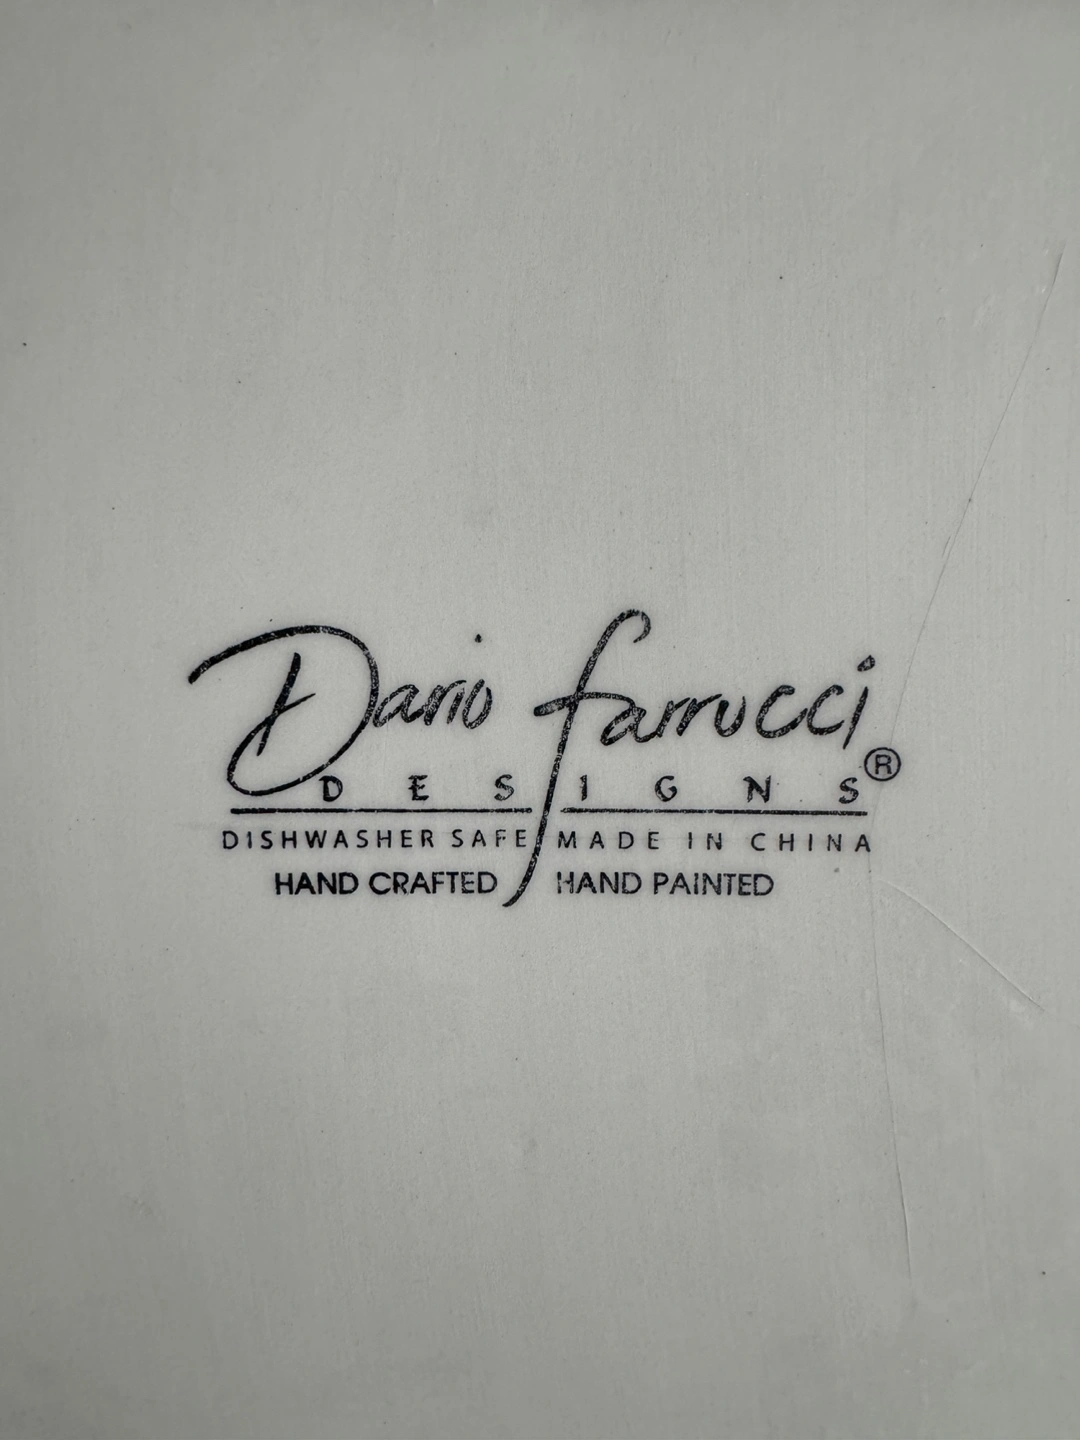 Dario farrucci
DESIGNS®
DISHWASHER SAFE MADE IN CHINA
HAND CRAFTED HAND PAINTED